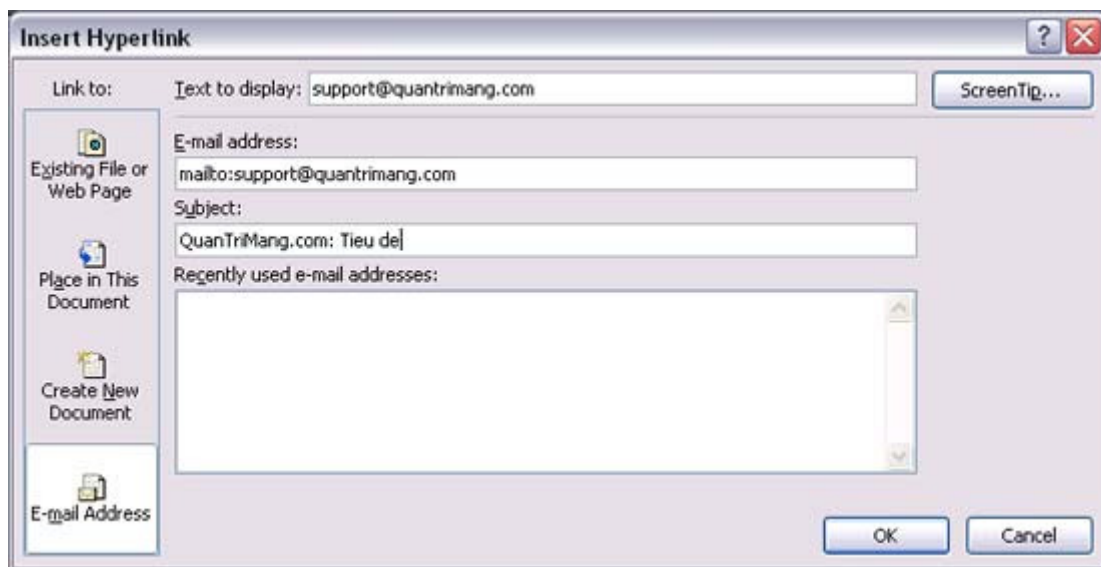 Insert Hyperlink
Link to:
Text to display: support@quantrimang.com
ScreenTip...
Existing File or
Web Page
E-mail address:
mailto:support@quantrimang.com
Subject:
QuanTriMang.com: Tieu de
Place in This
Document
Recently used e-mail addresses:
Create New
Document
E-mail Address
OK
Cancel